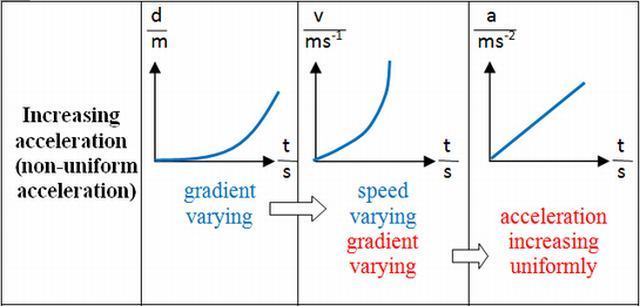 Increasing
acceleration
(non-uniform
acceleration)
d
m
t
s
gradient
varying
v
ms-1
t
s
speed
varying
gradient
varying
a
ms-2
t
s
acceleration
increasing
uniformly